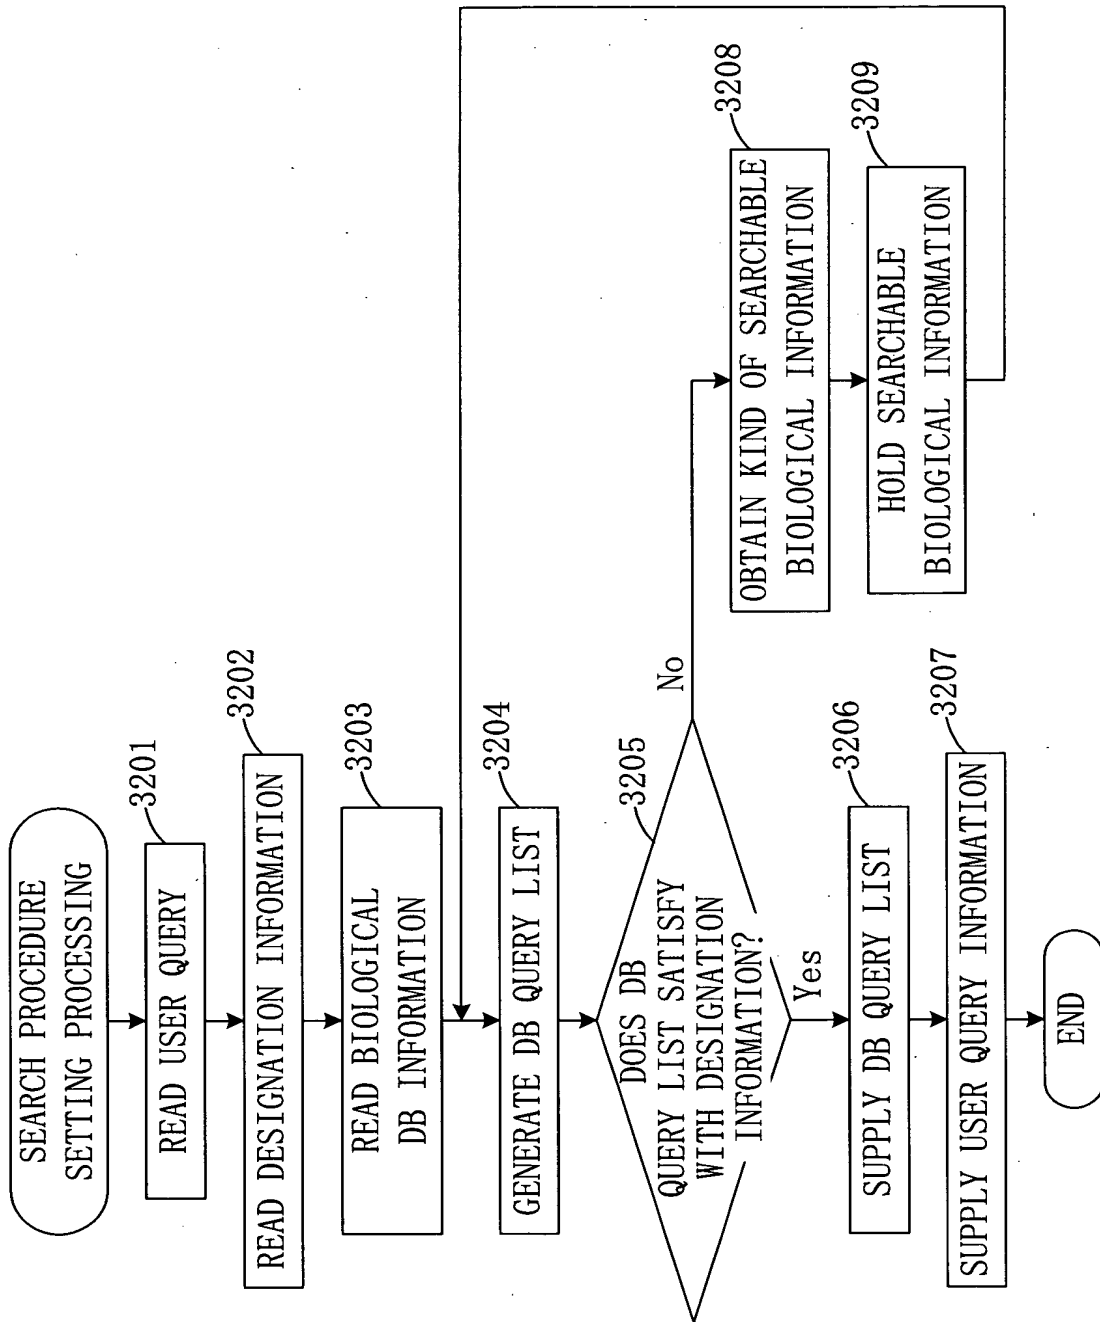 SEARCH PROCEDURE
SETTING PROCESSING
3201
READ USER QUERY
3202
READ DESIGNATION INFORMATION
3203
READ BIOLOGICAL
DB INFORMATION
3204
GENERATE DB QUERY LIST
3205
DOES DB
QUERY LIST SATISFY
WITH DESIGNATION
INFORMATION?
No
Yes
3206
SUPPLY DB QUERY LIST
3207
SUPPLY USER QUERY INFORMATION
END
3208
OBTAIN KIND OF SEARCHABLE
BIOLOGICAL INFORMATION
3209
HOLD SEARCHABLE
BIOLOGICAL INFORMATION